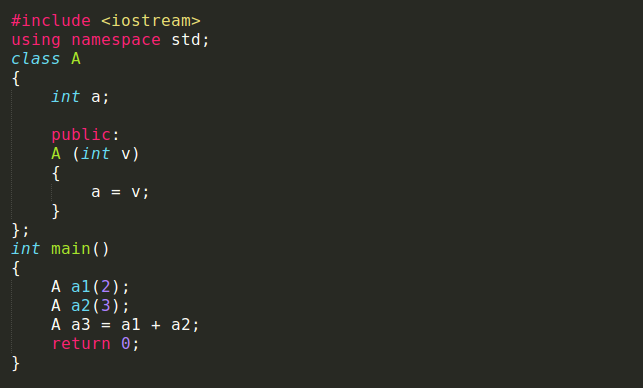 #include <iostream>
using namespace std;
class A
{
    int a;

    public:
    A (int v)
    {
        a = v;
    }
};
int main()
{
    A a1(2);
    A a2(3);
    A a3 = a1 + a2;
    return 0;
}